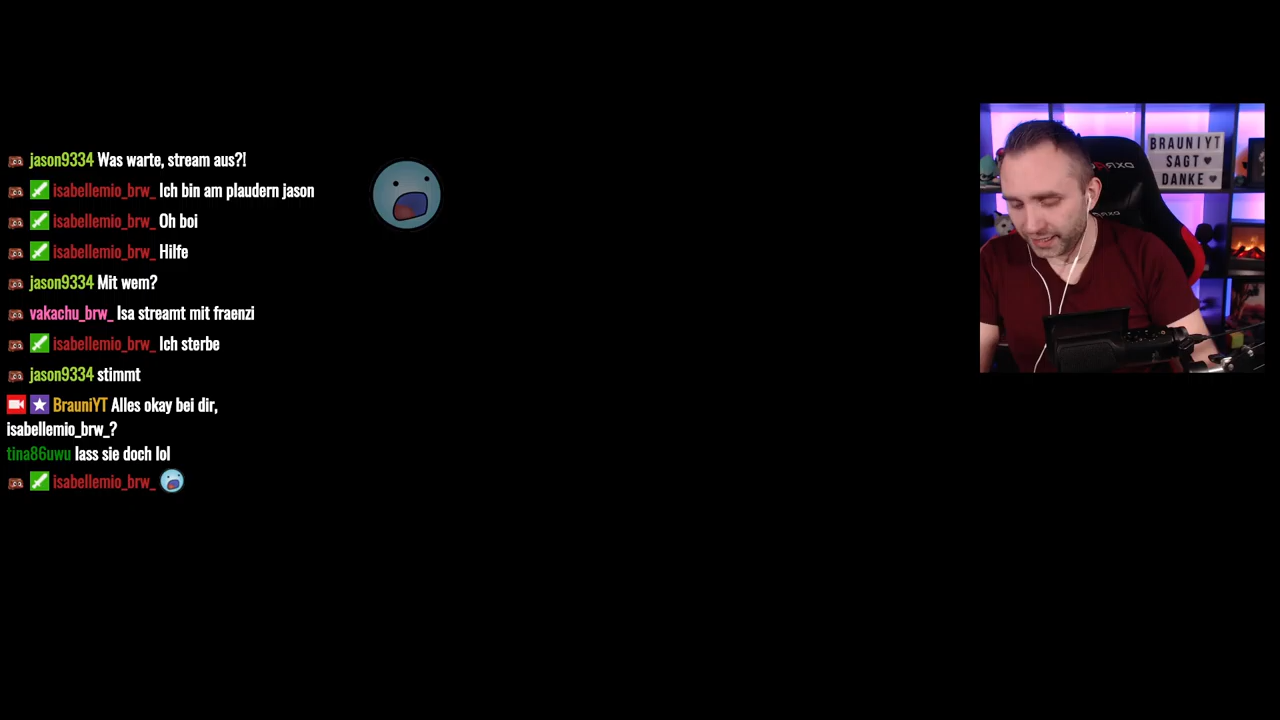 jason9334 Was warte, stream aus?!
isabellemio_brw_ Ich bin am plaudern jason
isabellemio_brw_ Oh boi
isabellemio_brw_ Hilfe
jason9334 Mit wem?
vakachu_brw_ Isa streamt mit fraenzi
isabellemio_brw_ Ich sterbe
jason9334 stimmt
BrauniYT Alles okay bei dir,
isabellemio_brw_?
tina86uwu lass sie doch lol
isabellemio_brw_
BRAUNIYT
SAGT ♥
DANKE ♥